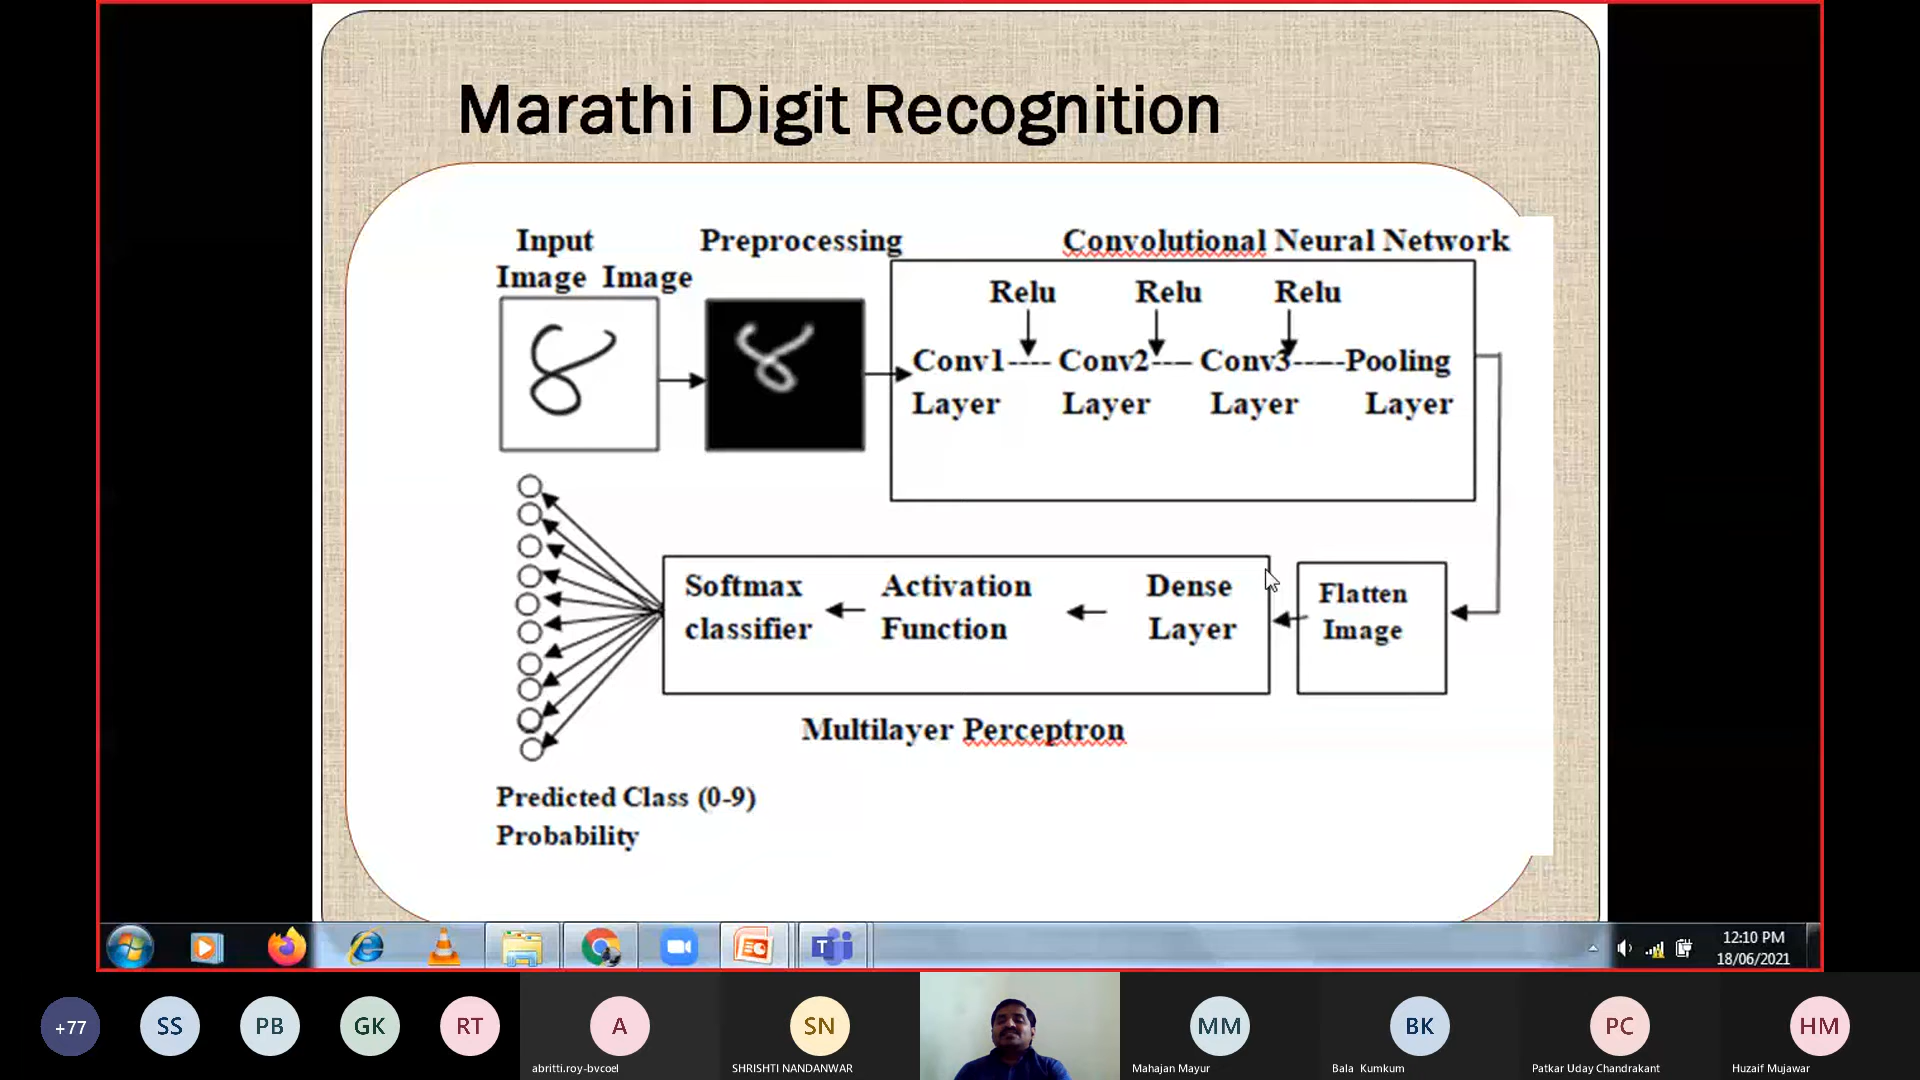 Marathi Digit Recognition
Input
Image Image
Preprocessing
Convolutional Neural Network
Relu Relu Relu
Conv1---- Conv2---- Conv3-----Pooling
Layer Layer Layer Layer
Softmax
classifier
Activation
Function
Dense
Layer
Flatten
Image
Multilayer Perceptron
Predicted Class (0-9)
Probability
12:10 PM
18/06/2021
+77
SS
PB
GK
RT
A
abritti.roy-bvcoel
SN
SHRISHTI NANDANWAR
MM
Mahajan Mayur
BK
Bala Kumkum
PC
Patkar Uday Chandrakant
HM
Huzaif Mujawar